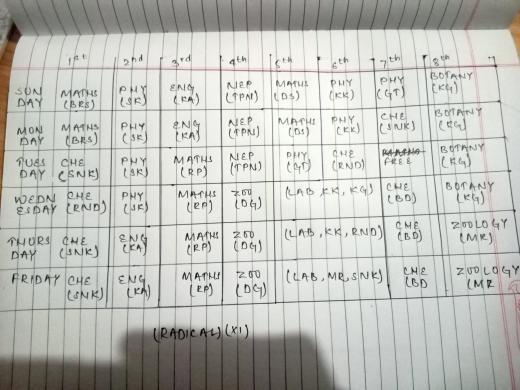 1st 2nd 3rd 4th 5th 6th 7th 8th
SUN MATHS PHY ENG NEP MATHS PHY PHY BOTANY
DAY (BRS) (SK) (KA) (TPN) (DS) (KK) (GT) (KG)
MON MATHS PHY ENG NEP MATHS PHY CHE BOTANY
DAY (BRS) (SK) (KA) (TPN) (DS) (KK) (SNK) (KG)
TUES CHE PHY MATHS NEP PHY CHE FREE BOTANY
DAY (SNK) (SK) (RP) (TPN) (GT) (RND) (KG)
WEDN CHE PHY MATHS ZOO (LAB, KK, KG) CHE BOTANY
ESDAY (RND) (SK) (RP) (DG) (BD) (KG)
THURS CHE ENG MATHS ZOO (LAB, KK, RND) CHE ZOOLOGY
DAY (SNK) (KA) (RP) (DG) (BD) (MR)
FRIDAY CHE ENG MATHS ZOO (LAB, MR, SNK) CHE ZOOLOGY
(SNK) (KA) (RP) (DG) (BD (MR
(RADICAL) (XI)